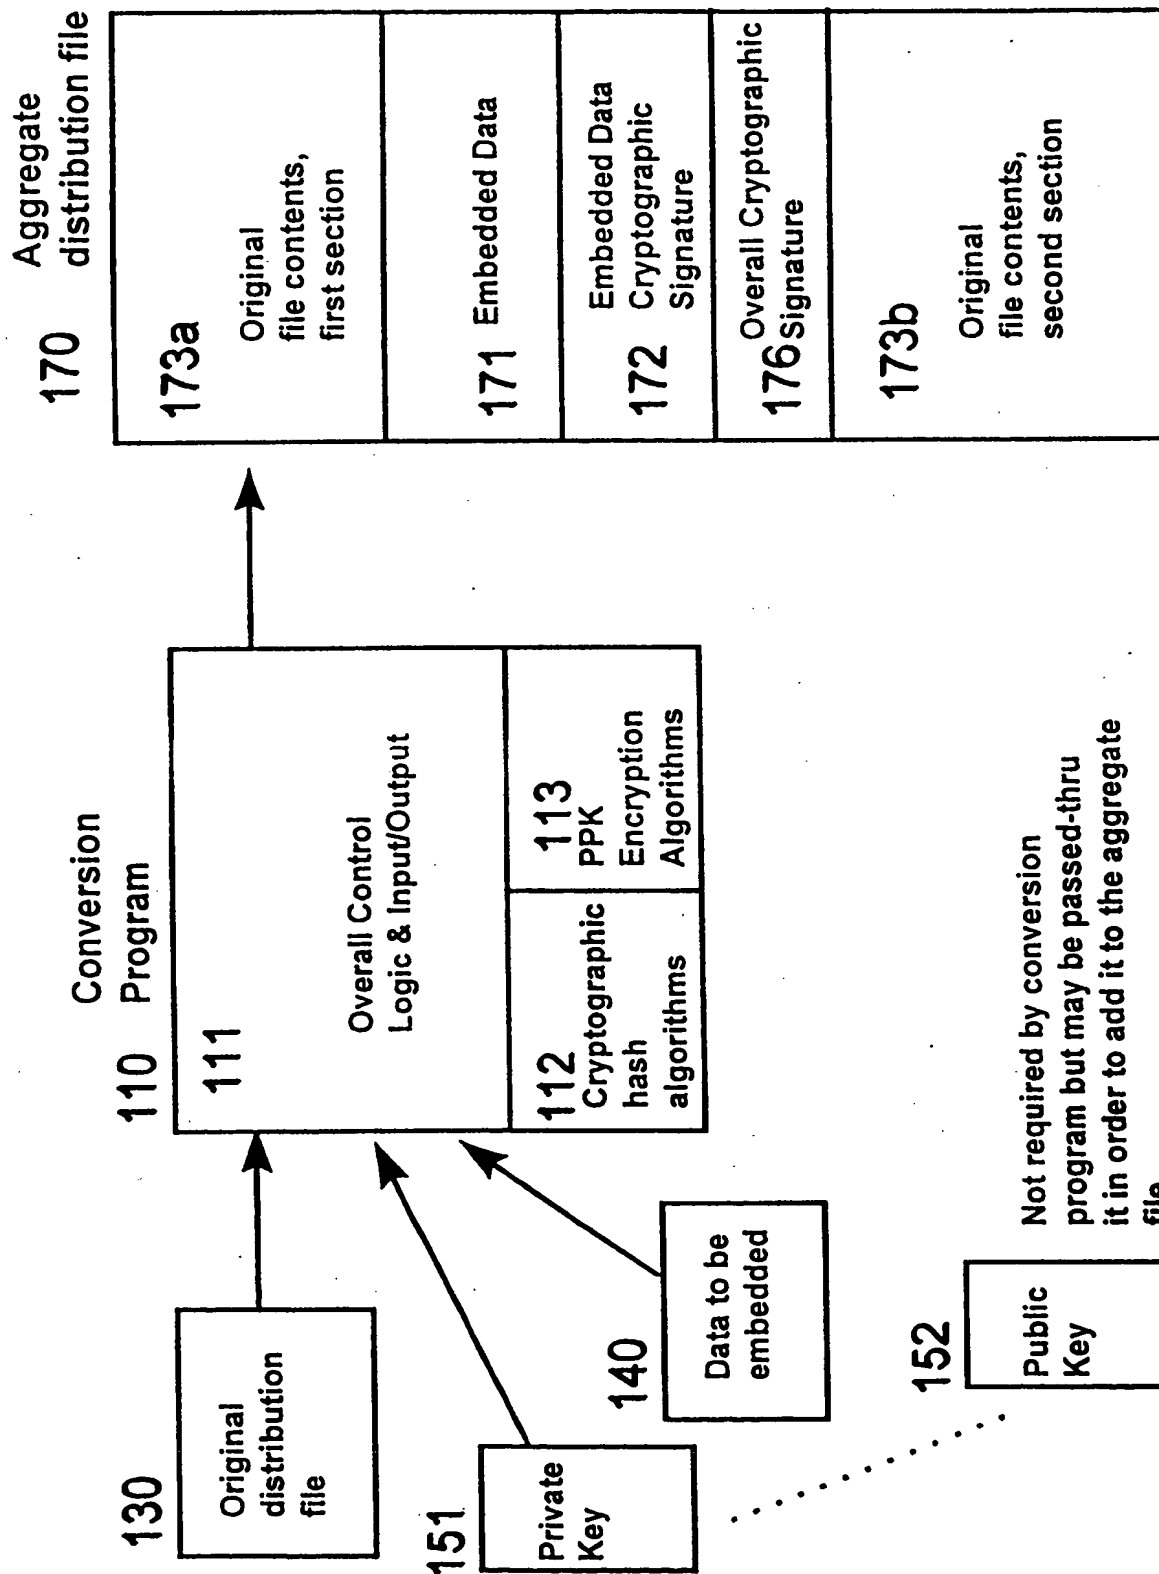 130
Original
distribution
file
151
Private
Key
140
Data to be
embedded
152
Public
Key
Not required by conversion
program but may be passed-thru
it in order to add it to the aggregate
file
Conversion
110 Program
111
Overall Control
Logic & Input/Output
112
Cryptographic
hash
algorithms
113
PPK
Encryption
Algorithms
Aggregate
170 distribution file
173a
Original
file contents,
first section
171 Embedded Data
Embedded Data
172 Cryptographic
Signature
Overall Cryptographic
176 Signature
173b
Original
file contents,
second section